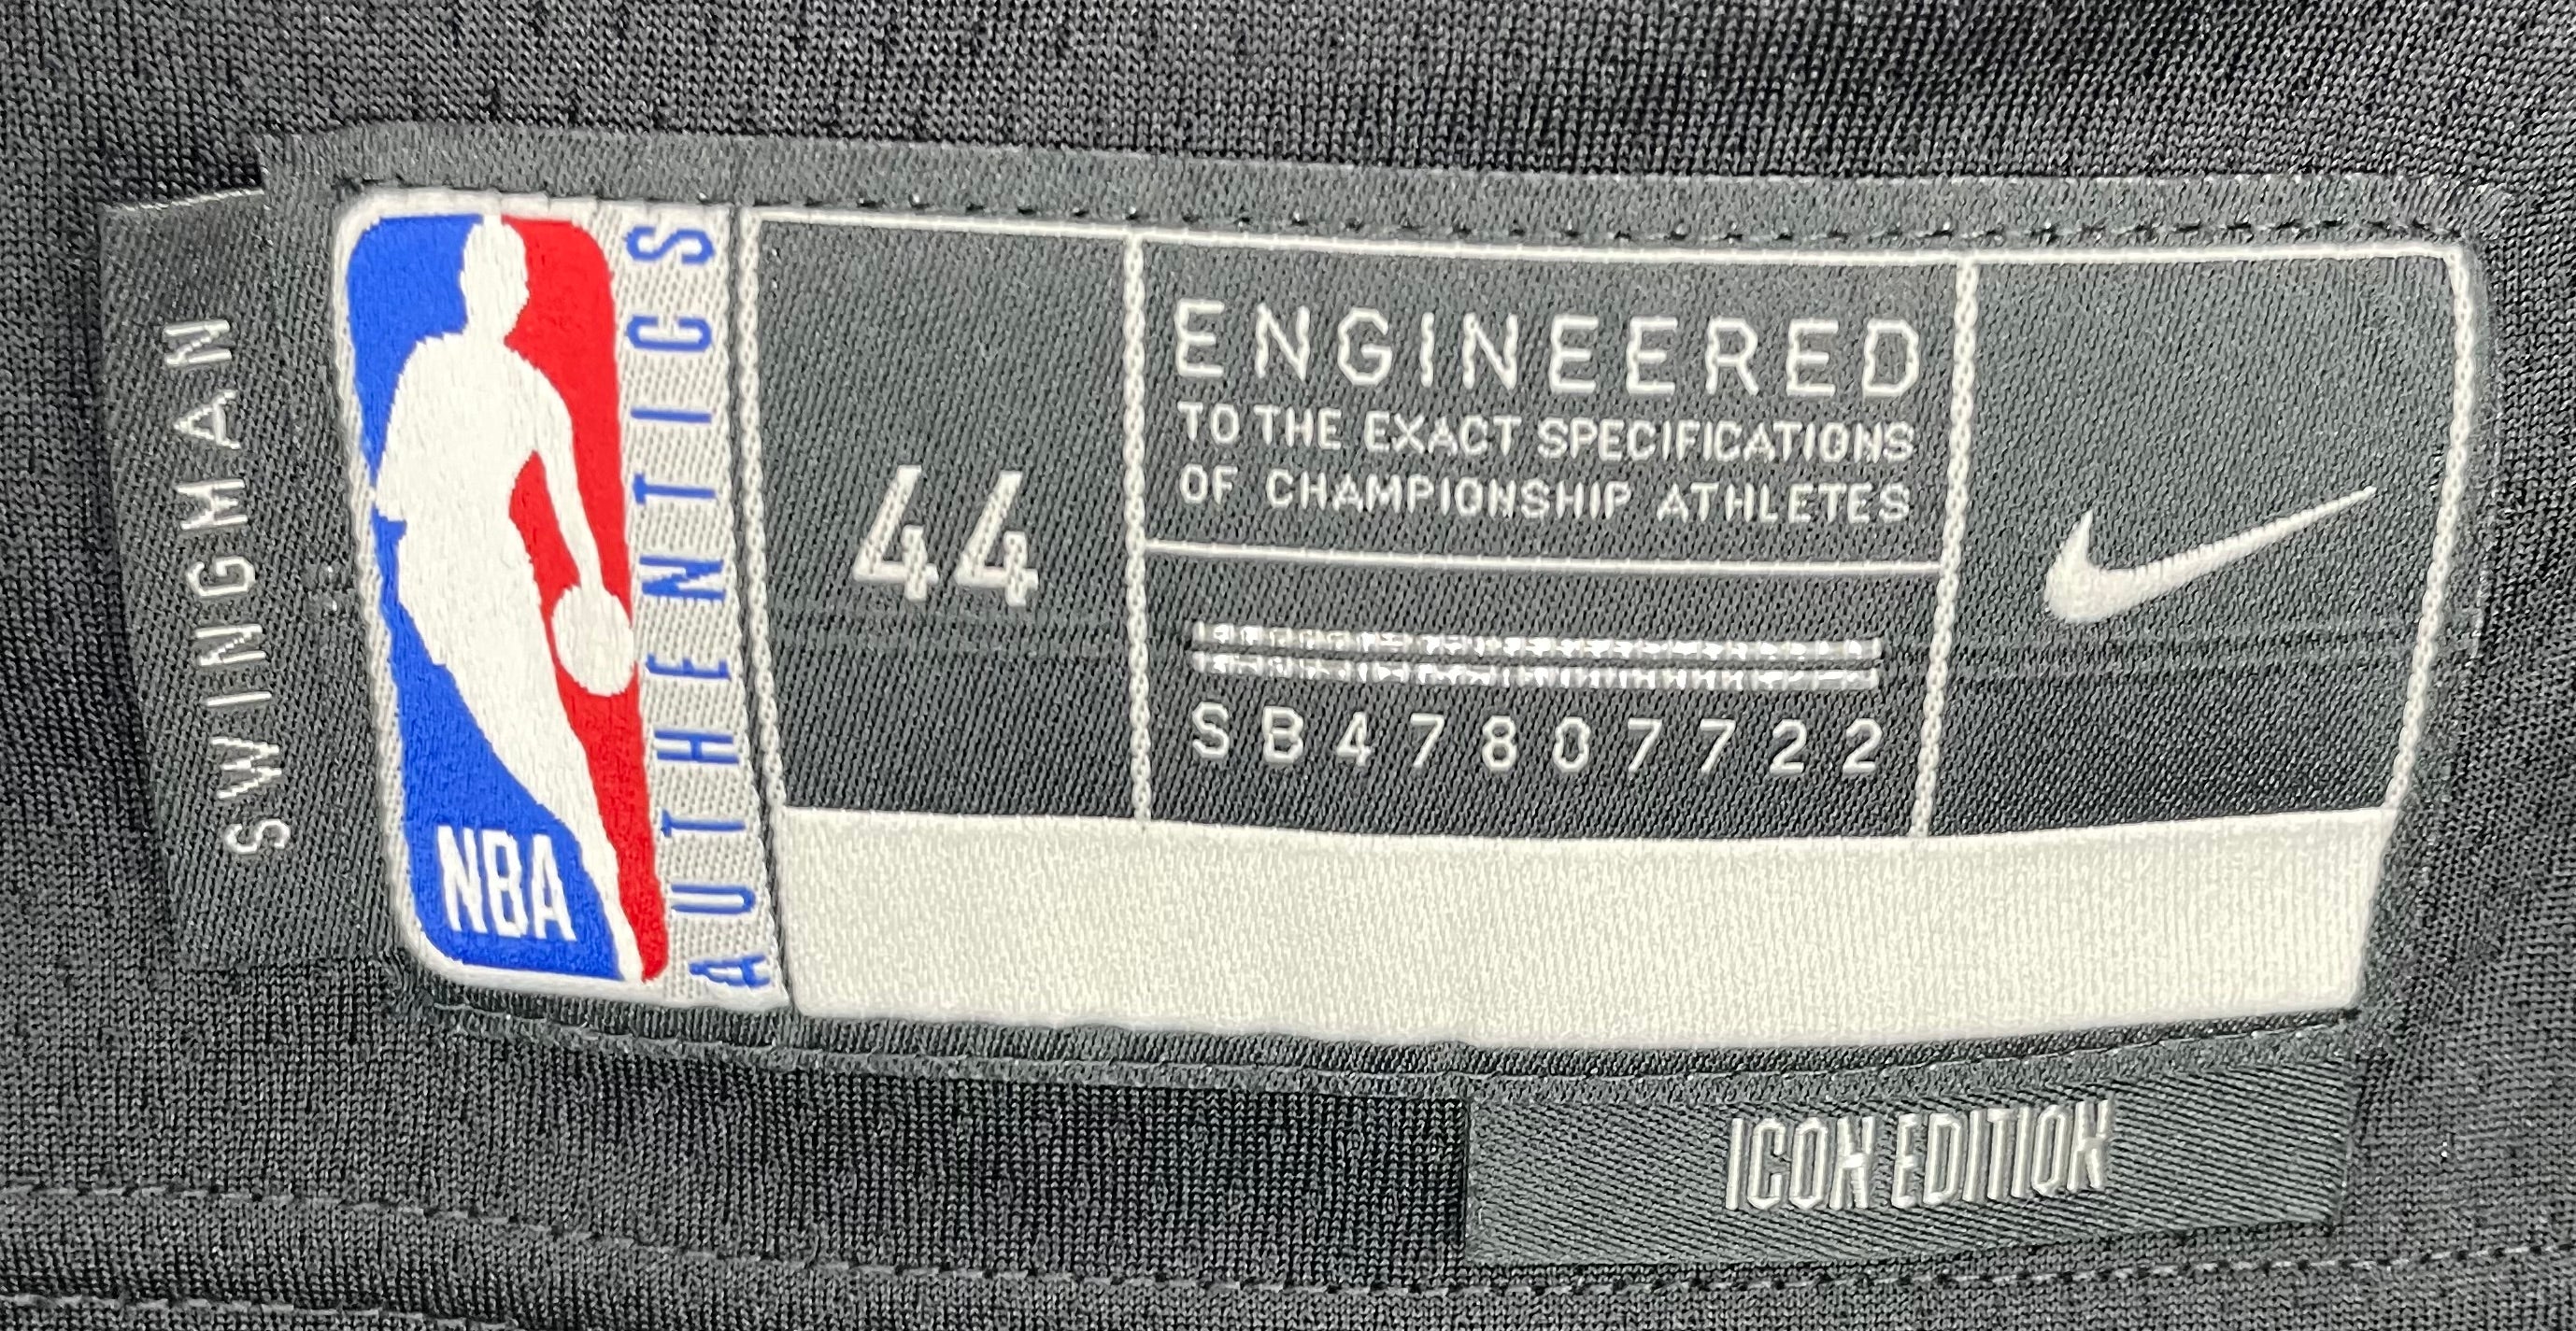 SWINGMAN
NBA
AUTHENTICS
44
ENGINEERED
TO THE EXACT SPECIFICATIONS
OF CHAMPIONSHIP ATHLETES
SB47807722
ICON EDITION